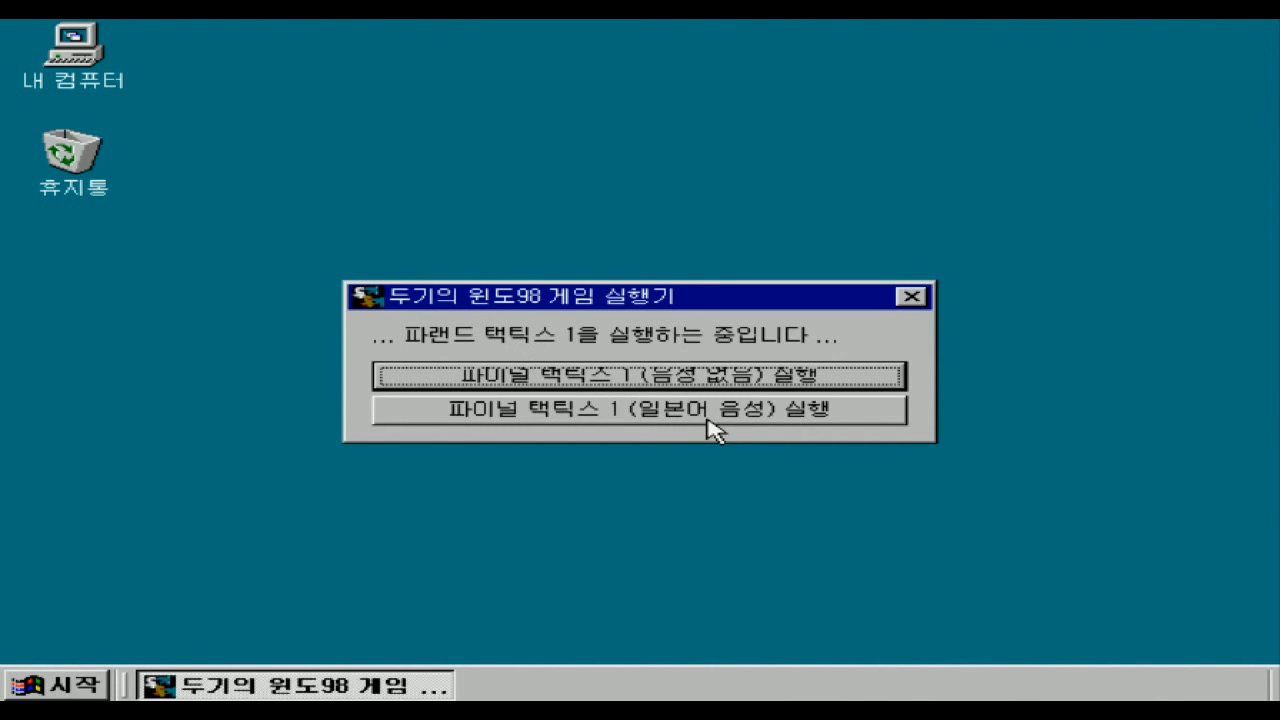 내 컴퓨터
휴지통
두기의 윈도98 게임 실행기
... 파랜드 택틱스 1을 실행하는 중입니다 ...
파이널 택틱스 1 (음성 없음) 실행
파이널 택틱스 1 (일본어 음성) 실행
시작
두기의 윈도98 게임 ...